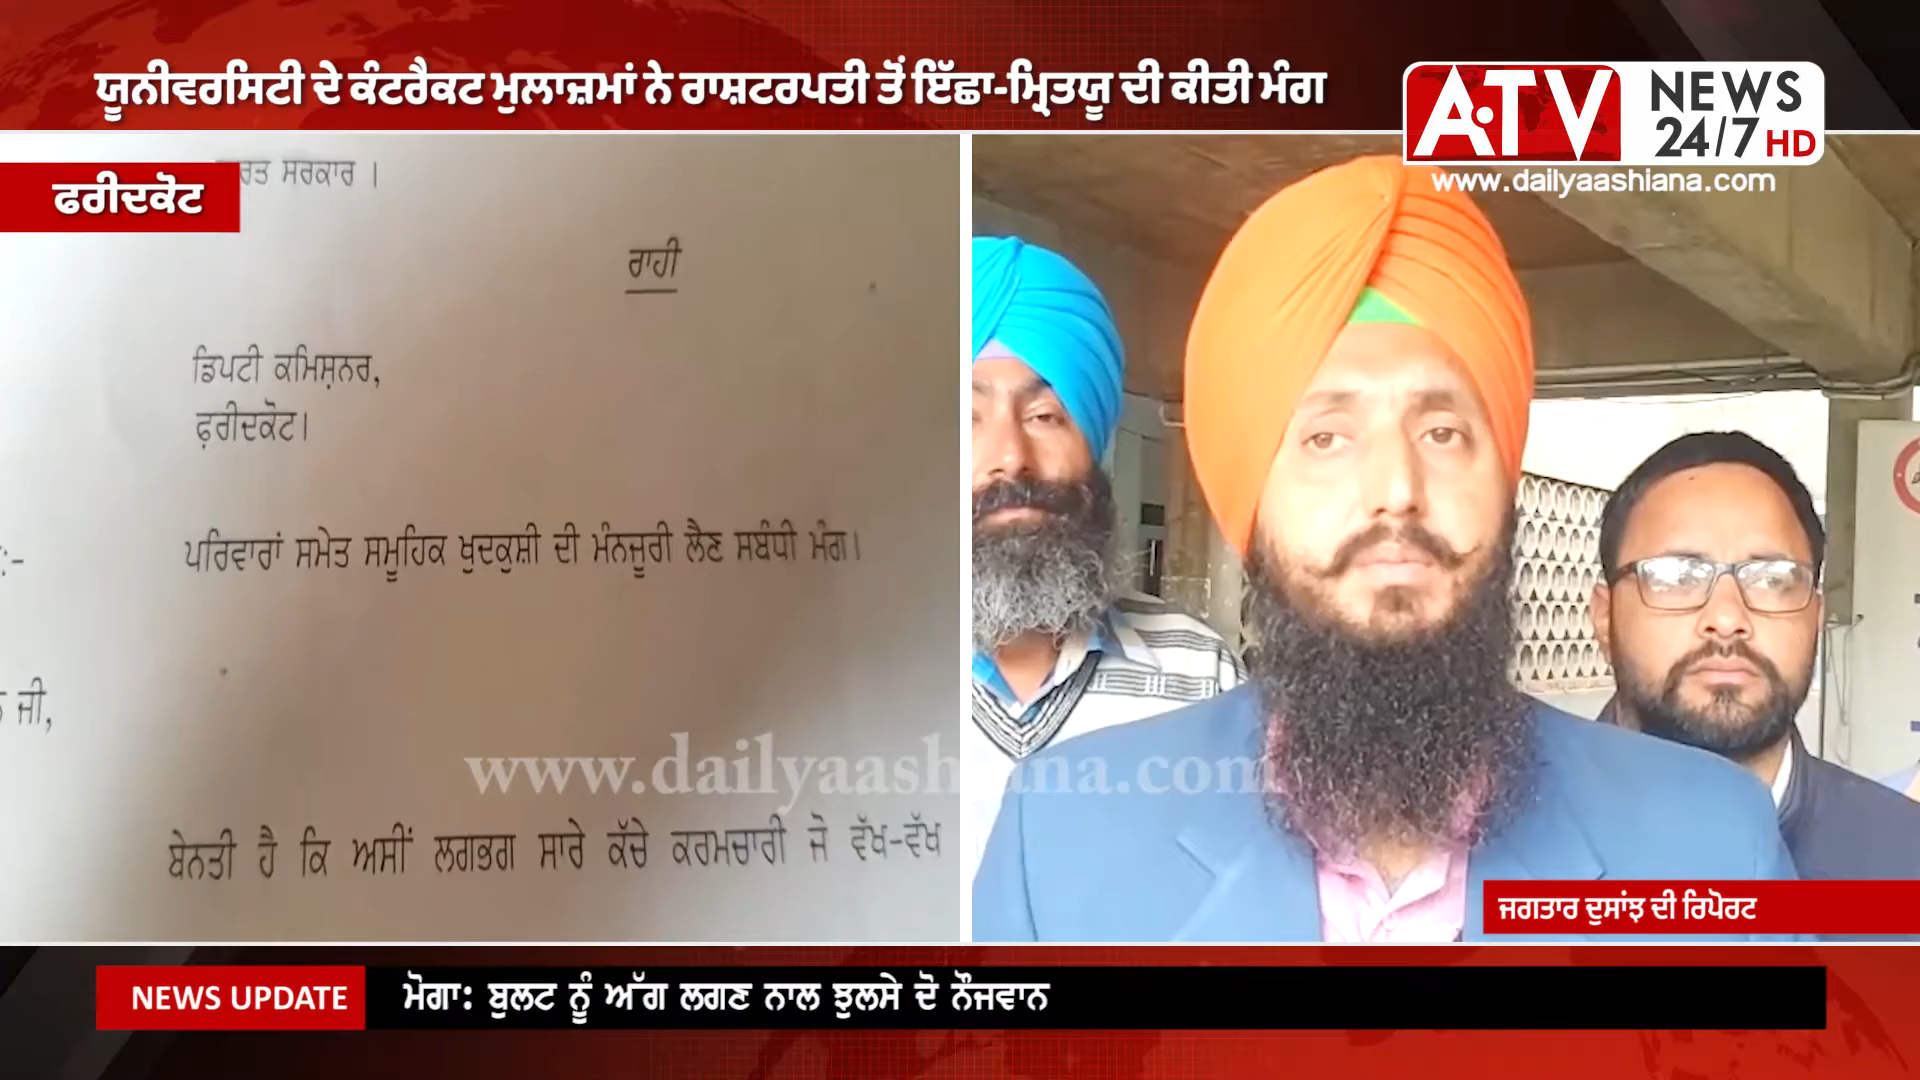 ਯੂਨੀਵਰਸਿਟੀ ਦੇ ਕੰਟਰੈਕਟ ਮੁਲਾਜ਼ਮਾਂ ਨੇ ਰਾਸ਼ਟਰਪਤੀ ਤੋਂ ਇੱਛਾ-ਮ੍ਰਿਤਯੂ ਦੀ ਕੀਤੀ ਮੰਗ
A.TV NEWS 24/7 HD
www.dailyaashiana.com
ਫਰੀਦਕੋਟ
ਸਰਕਾਰ ।
ਰਾਹੀ
ਡਿਪਟੀ ਕਮਿਸ਼ਨਰ,
ਫ਼ਰੀਦਕੋਟ।
ਪਰਿਵਾਰਾਂ ਸਮੇਤ ਸਮੂਹਿਕ ਖੁਦਕੁਸ਼ੀ ਦੀ ਮੰਨਜੂਰੀ ਲੈਣ ਸਬੰਧੀ ਮੰਗ।
ਜੀ,
www.dailyaashiana.com
ਬੇਨਤੀ ਹੈ ਕਿ ਅਸੀਂ ਲਗਭਗ ਸਾਰੇ ਕੱਚੇ ਕਰਮਚਾਰੀ ਜੋ ਵੱਖ-ਵੱਖ
ਜਗਤਾਰ ਦੁਸਾਂਝ ਦੀ ਰਿਪੋਰਟ
NEWS UPDATE ਮੋਗਾ: ਬੁਲਟ ਨੂੰ ਅੱਗ ਲਗਣ ਨਾਲ ਝੁਲਸੇ ਦੋ ਨੌਜਵਾਨ